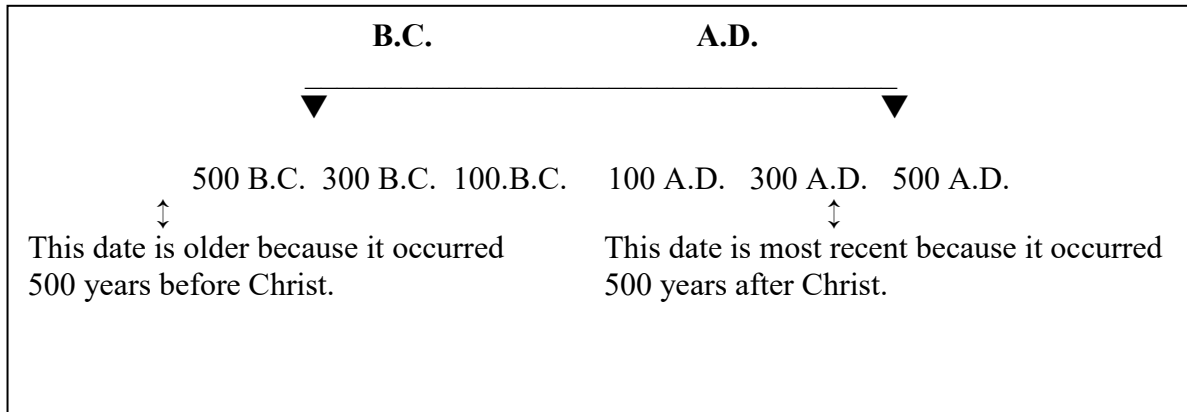 B.C. A.D.
500 B.C. 300 B.C. 100.B.C. 100 A.D. 300 A.D. 500 A.D.
This date is older because it occurred
500 years before Christ.
This date is most recent because it occurred
500 years after Christ.